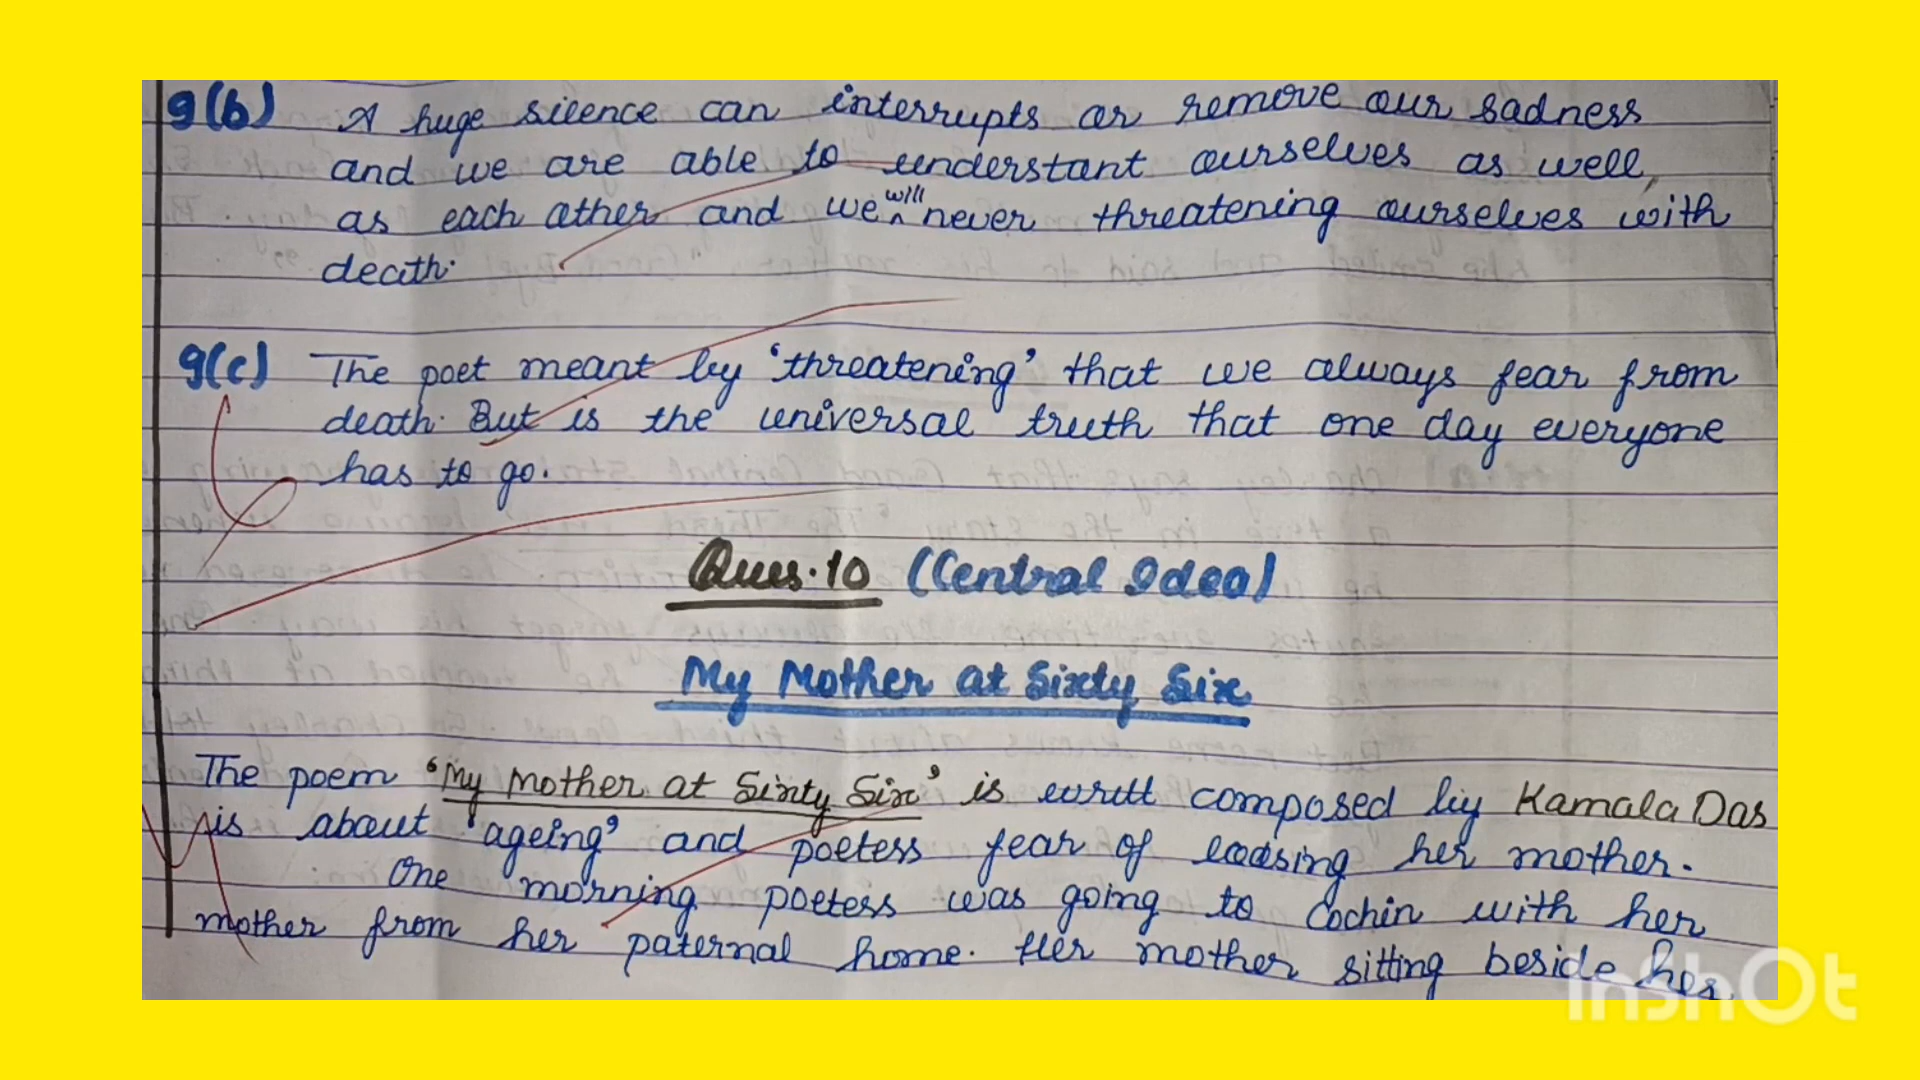 9(b) A huge silence can interrupts or remove our sadness
and we are able to understant ourselves as well,
as each other and we will never threatening ourselves with
death.
9(c) The poet meant by 'threatening' that we always fear from
death. But is the universal truth that one day everyone
has to go.
Ques.10 (Central Idea)
My Mother at Sixty Six
The poem 'My Mother at Sixty Six' is writt composed by Kamala Das
is about 'ageing' and poetess fear of loosing her mother.
One morning poetess was going to Cochin with her
mother from her paternal home. Her mother sitting beside her
InShOt